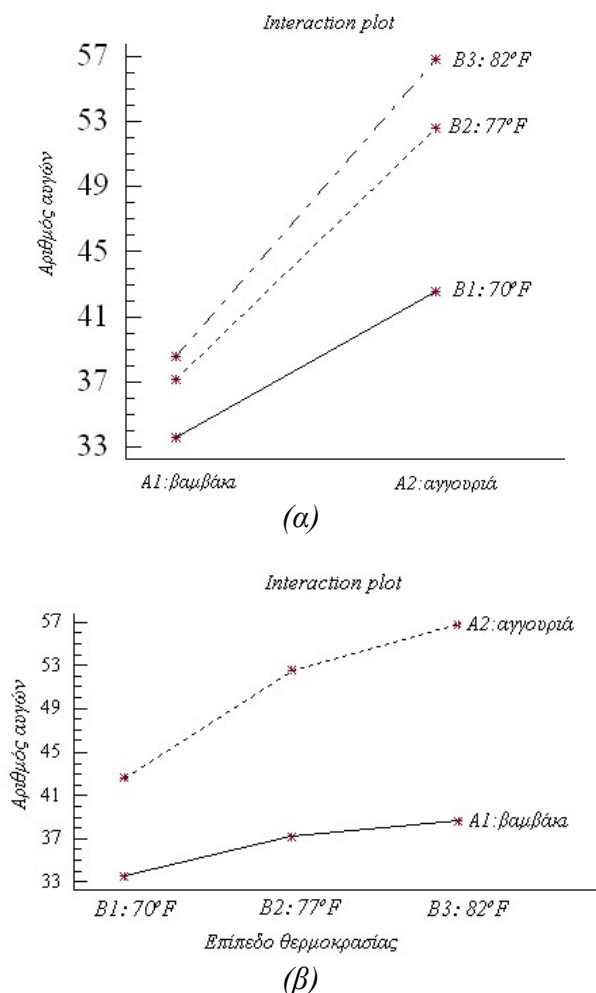 Interaction plot
57
53
49
45
41
37
33
Αριθμός αυγών
B3: 82°F
B2: 77°F
B1: 70°F
A1:βαμβάκι
A2:αγγουριά
(α)
Interaction plot
57
53
49
45
41
37
33
Αριθμός αυγών
A2:αγγουριά
A1:βαμβάκι
B1: 70°F
B2: 77°F
B3: 82°F
Επίπεδο θερμοκρασίας
(β)